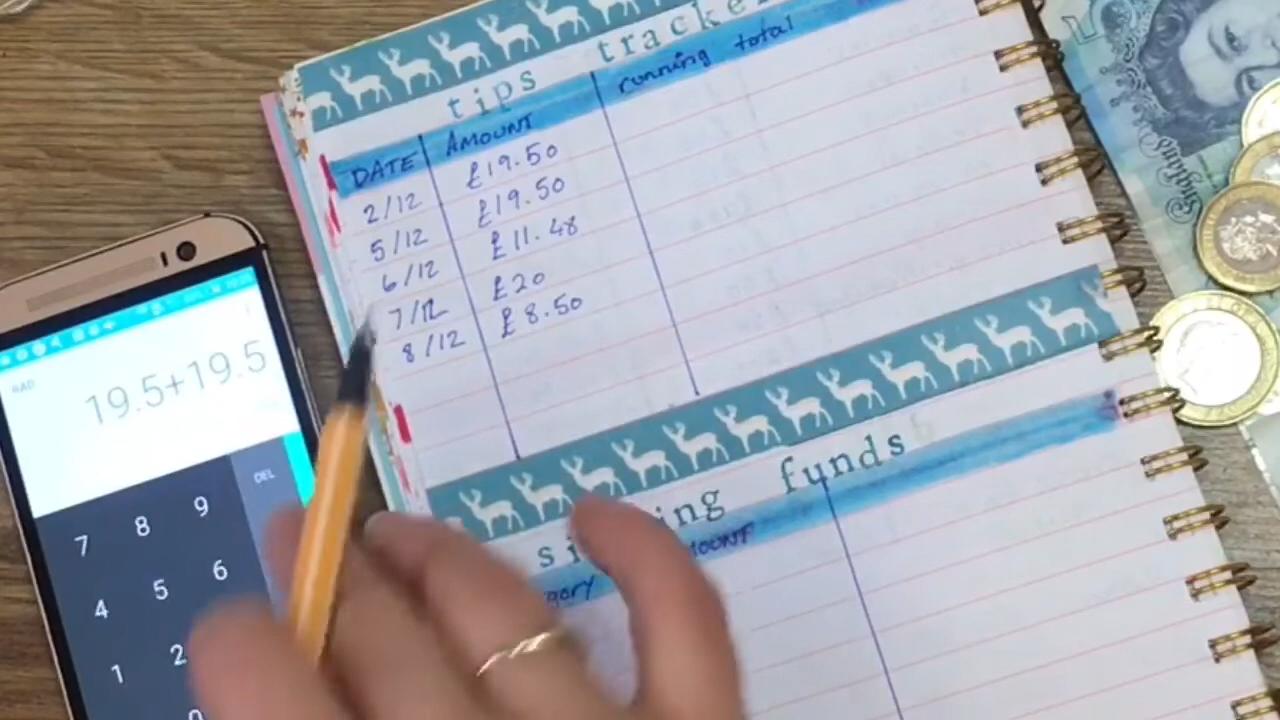 tips tracker
DATE AMOUNT running total
2/12 £19.50
5/12 £19.50
6/12 £11.48
7/12 £20
8/12 £8.50
funds
RAD
19.5+19.5
DEL
7 8 9
4 5 6
1 2
0